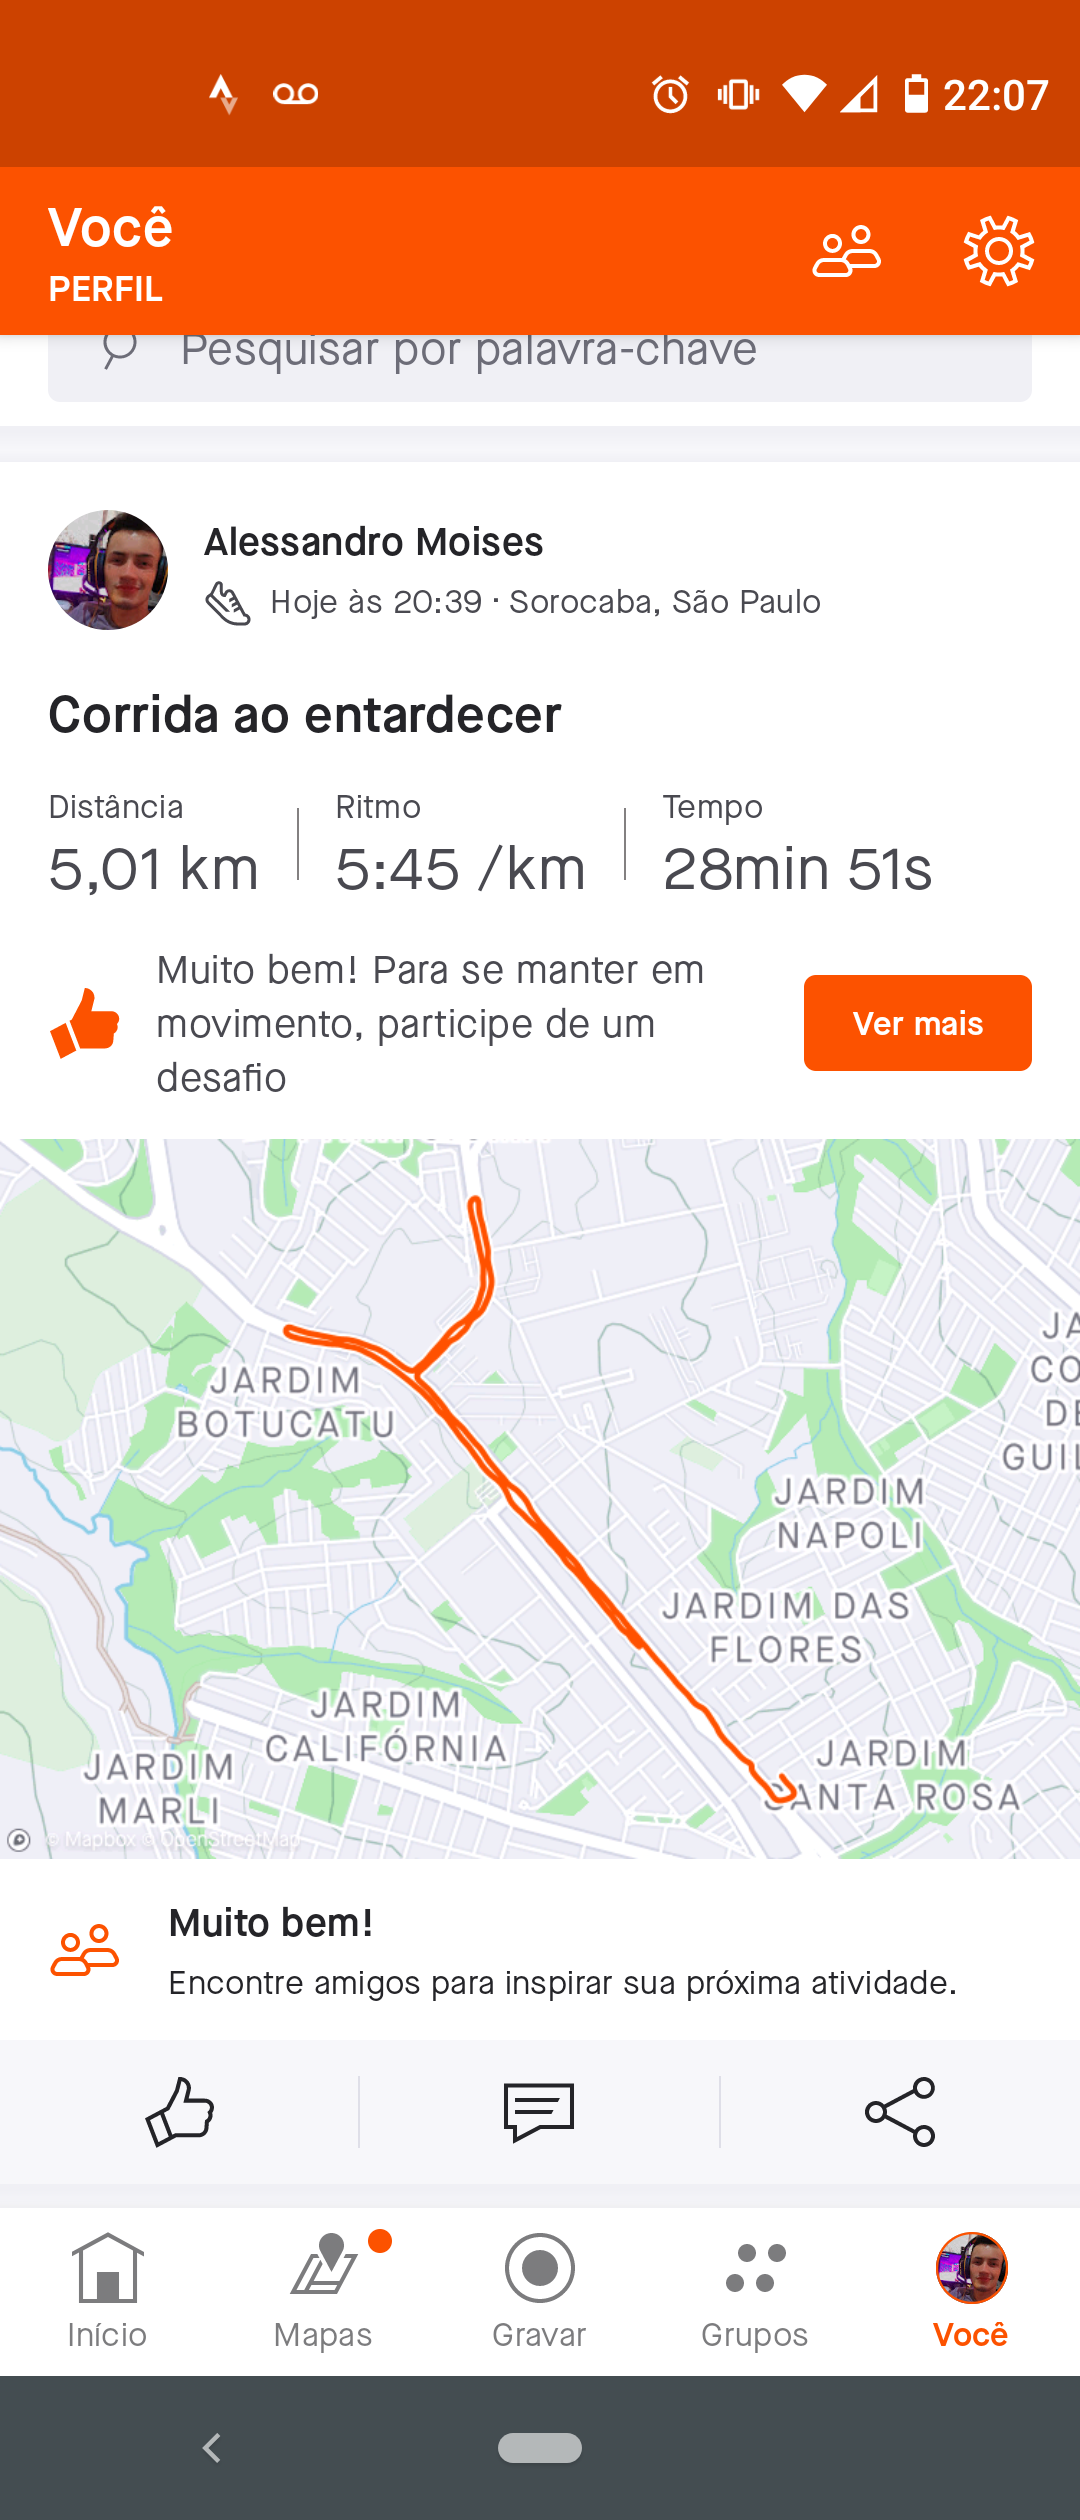 22:07
Você
PERFIL
Pesquisar por palavra-chave
Alessandro Moises
Hoje às 20:39 · Sorocaba, São Paulo
Corrida ao entardecer
Distância
Ritmo
Tempo
5,01 km
5:45 /km
28min 51s
Muito bem! Para se manter em
movimento, participe de um
desafio
Ver mais
JARDIM
BOTUCATU
JARDIM
NAPOLI
JARDIM DAS
FLORES
JARDIM
CALIFÓRNIA
JARDIM
MARLI
JARDIM
SANTA ROSA
JA
CO
DE
GUIL
© Mapbox © OpenStreetMap
Muito bem!
Encontre amigos para inspirar sua próxima atividade.
Início
Mapas
Gravar
Grupos
Você